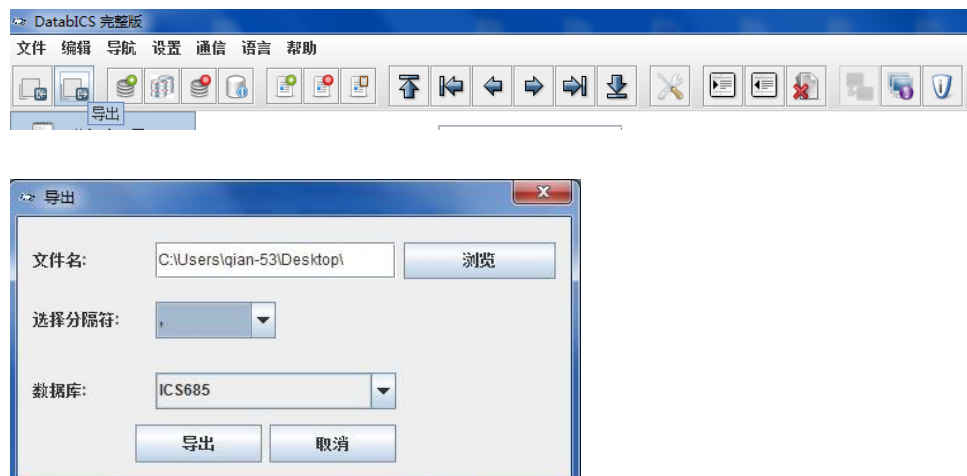 DatabICS 完整版
文件 编辑 导航 设置 通信 语言 帮助
导出
导出
文件名: C:\Users\qian-53\Desktop\ 浏览
选择分隔符: ,
数据库: ICS685
导出 取消